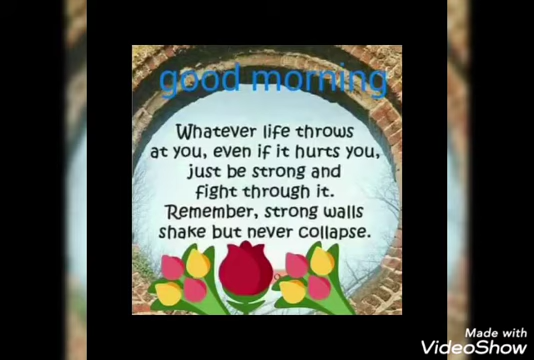 good morning
Whatever life throws
at you, even if it hurts you,
just be strong and
fight through it.
Remember, strong walls
shake but never collapse.
Made with
VideoShow